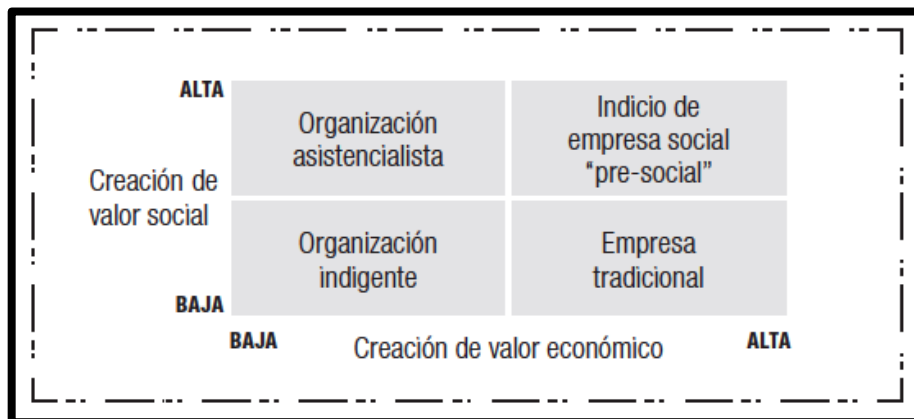 ALTA
Organización
asistencialista
Indicio de
empresa social
“pre-social”
Creación de
valor social
Organización
indigente
Empresa
tradicional
BAJA
BAJA
Creación de valor económico
ALTA